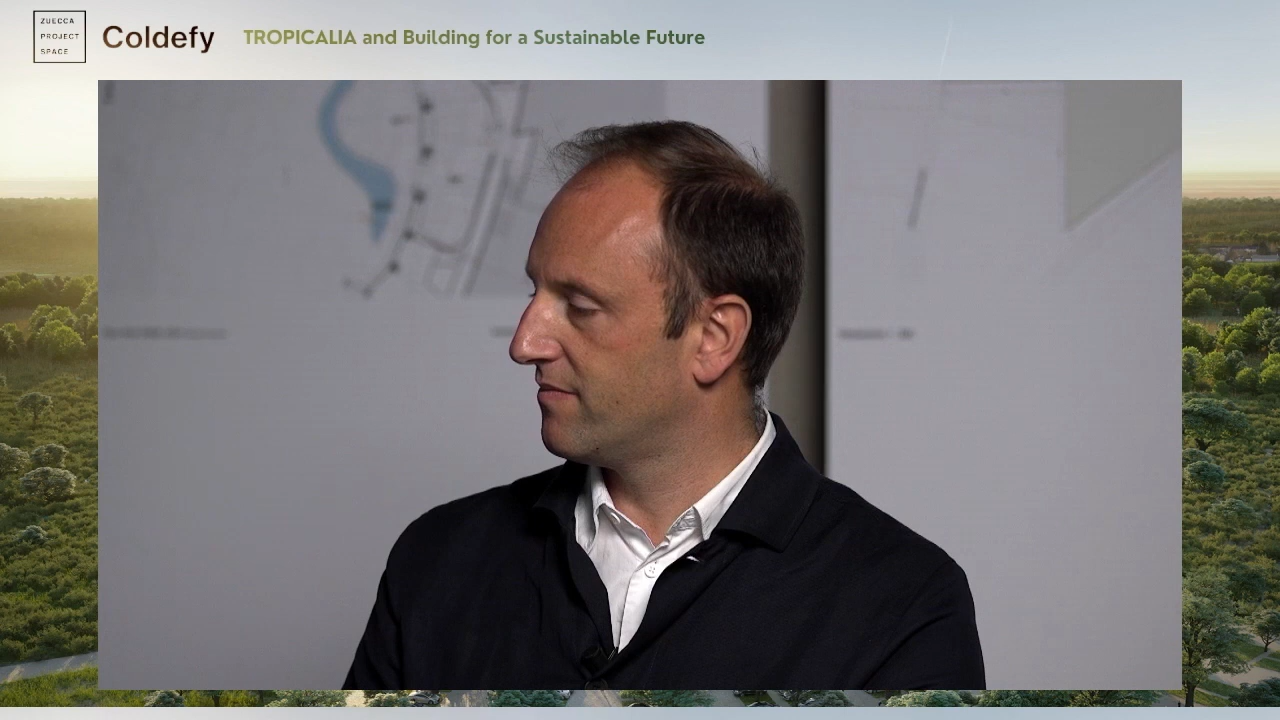 ZUECCA
PROJECT
SPACE
Coldefy
TROPICALIA and Building for a Sustainable Future